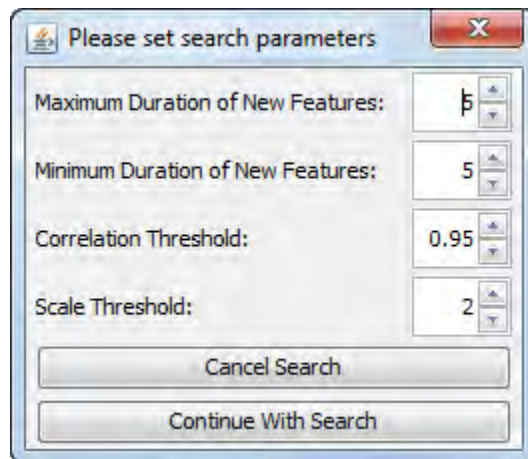 Please set search parameters
Maximum Duration of New Features: 5
Minimum Duration of New Features: 5
Correlation Threshold: 0.95
Scale Threshold: 2
Cancel Search
Continue With Search